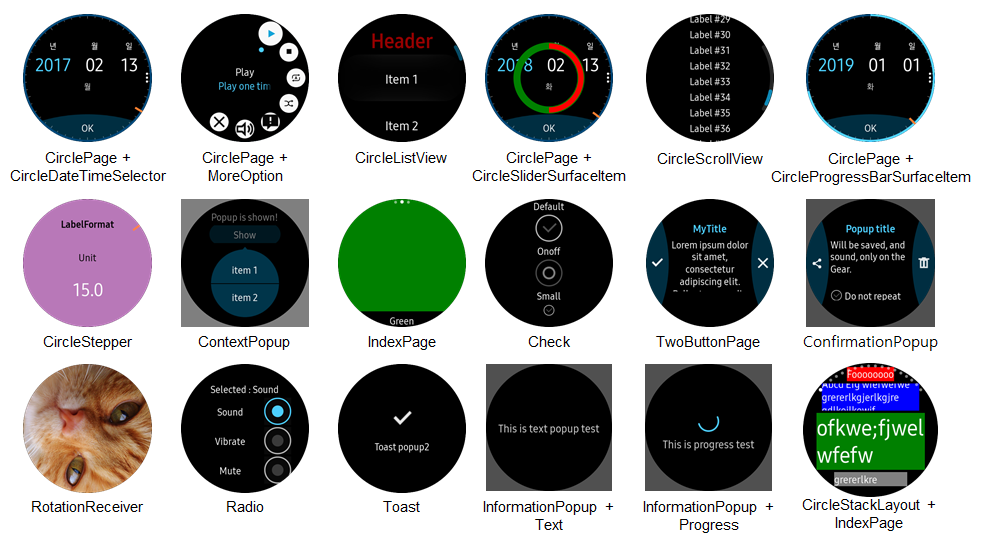 년 월 일
2017 02 13
월
OK
CirclePage +
CircleDateTimeSelector
Play
Play one tim
CirclePage +
MoreOption
Header
Item 1
Item 2
CircleListView
년 월 일
2018 02 13
화
OK
CirclePage +
CircleSliderSurfaceItem
Label #29
Label #30
Label #31
Label #32
Label #33
Label #34
Label #35
Label #36
CircleScrollView
년 월 일
2019 01 01
화
OK
CirclePage +
CircleProgressBarSurfaceItem
LabelFormat
Unit
15.0
CircleStepper
Popup is shown!
Show
item 1
item 2
ContextPopup
Green
IndexPage
Default
Onoff
Small
Check
MyTitle
Lorem ipsum dolor
sit amet,
consectetur
adipiscing elit.
TwoButtonPage
Popup title
Will be saved, and
sound, only on the
Gear.
Do not repeat
ConfirmationPopup
RotationReceiver
Selected : Sound
Sound
Vibrate
Mute
Radio
Toast popup2
Toast
This is text popup test
InformationPopup +
Text
This is progress test
InformationPopup +
Progress
Foooooooo
Abcd Efg wferwferwe
grererlkgjerlkgjre
ofkwe;fjwel
wfefw
grererlkre
CircleStackLayout +
IndexPage